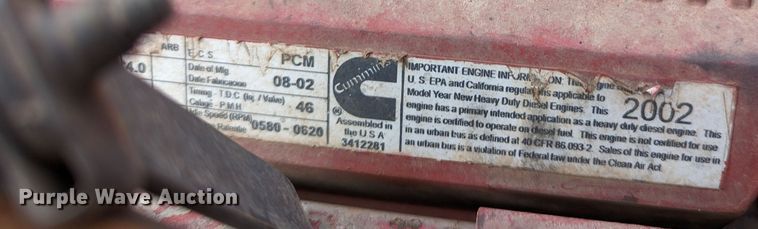 ARB
E.C.S.
PCM
4.0
Date of Mfg.
Date Fabricacion
08-02
Timing - T.D.C. (Inj. / Valve)
Calage - P.M.H.
46
Idle Speed (RPM)
Ralentie
0580 - 0620
Cummins
®
Assembled in
the U S A
3412281
IMPORTANT ENGINE INFORMATION: This engine
U. S. EPA and California regulations applicable to
Model Year New Heavy Duty Diesel Engines. This
2002
engine has a primary intended application as a heavy duty diesel engine. This
engine is certified to operate on diesel fuel. This engine is not certified for use
in an urban bus as defined at 40 CFR 86.093-2. Sales of this engine for use in
an urban bus is a violation of Federal law under the Clean Air Act.
Purple Wave Auction